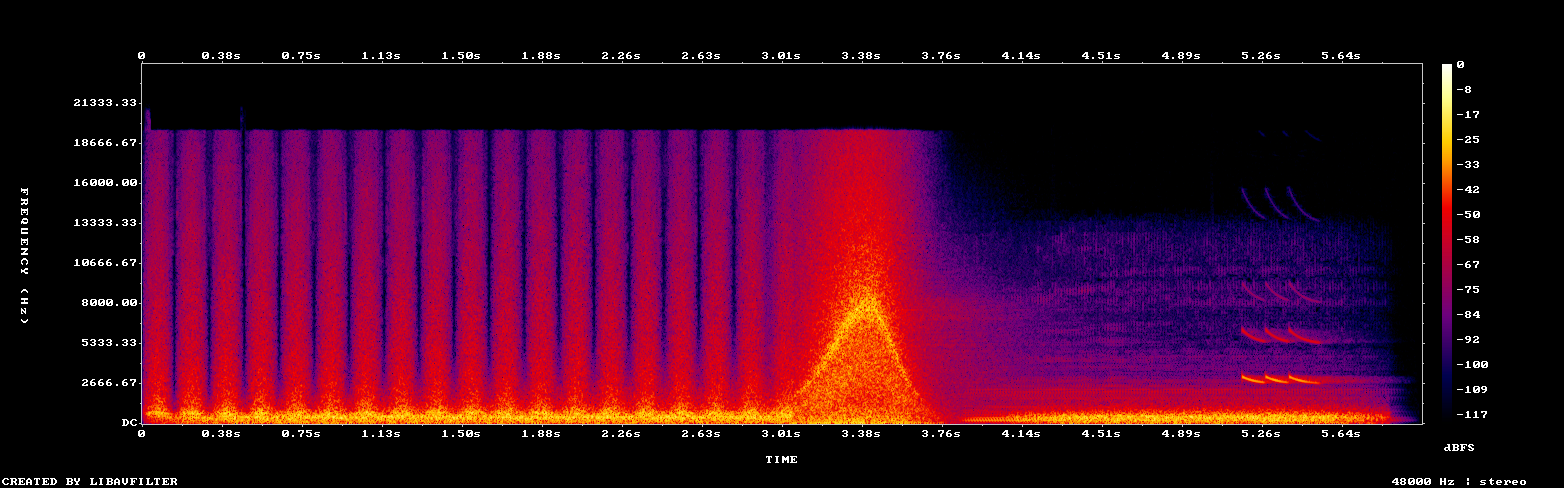 0 0.38s 0.75s 1.13s 1.50s 1.88s 2.26s 2.63s 3.01s 3.38s 3.76s 4.14s 4.51s 4.89s 5.26s 5.64s
21333.33
18666.67
16000.00
13333.33
10666.67
8000.00
5333.33
2666.67
DC
FREQUENCY (Hz)
0
-8
-17
-25
-33
-42
-50
-58
-67
-75
-84
-92
-100
-109
-117
dBFS
0 0.38s 0.75s 1.13s 1.50s 1.88s 2.26s 2.63s 3.01s 3.38s 3.76s 4.14s 4.51s 4.89s 5.26s 5.64s
TIME
CREATED BY LIBAVFILTER
48000 Hz | stereo